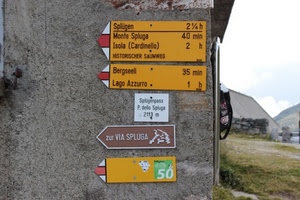 Splügen 2 ¼ h
Monte Spluga 40 min
Isola (Cardinello) 2 h
HISTORISCHER SAUMWEG
Bergseeli 35 min
Lago Azzurro 1 h
Splügenpass
P. dello Spluga
2113 m
zur VIA SPLUGA
50